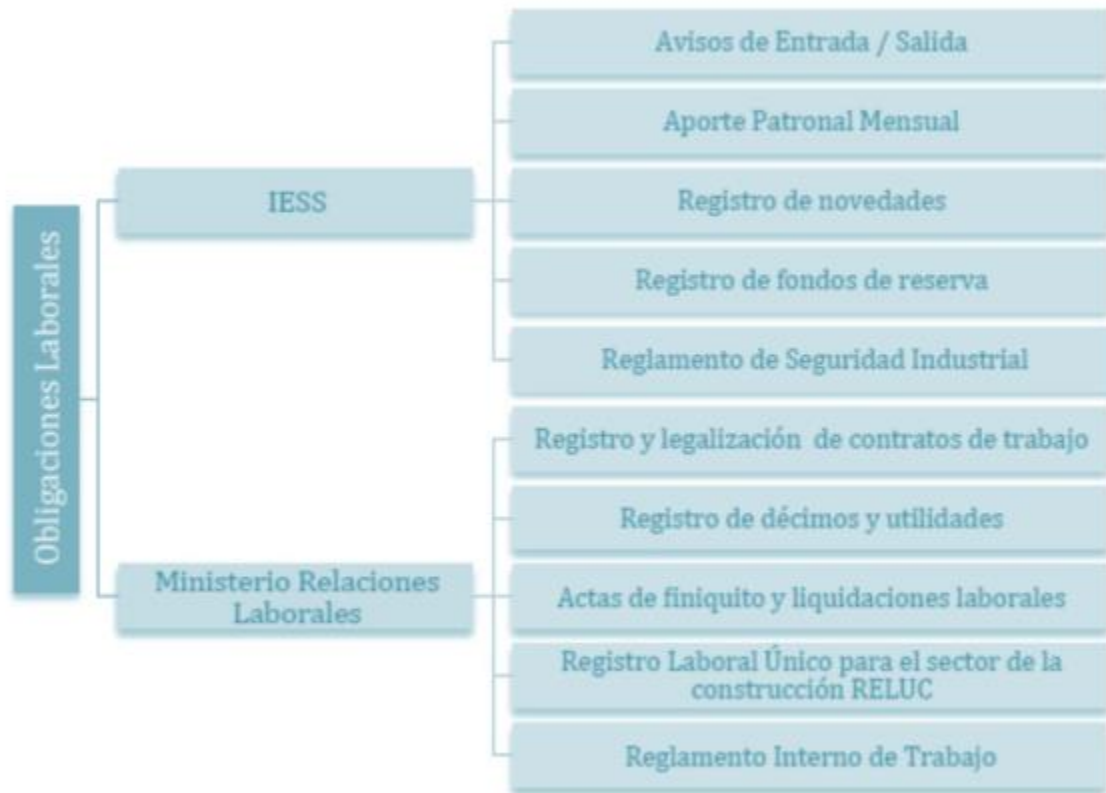 Obligaciones Laborales
IESS
Avisos de Entrada / Salida
Aporte Patronal Mensual
Registro de novedades
Registro de fondos de reserva
Reglamento de Seguridad Industrial
Ministerio Relaciones
Laborales
Registro y legalización de contratos de trabajo
Registro de décimos y utilidades
Actas de finiquito y liquidaciones laborales
Registro Laboral Único para el sector de la
construcción RELUC
Reglamento Interno de Trabajo